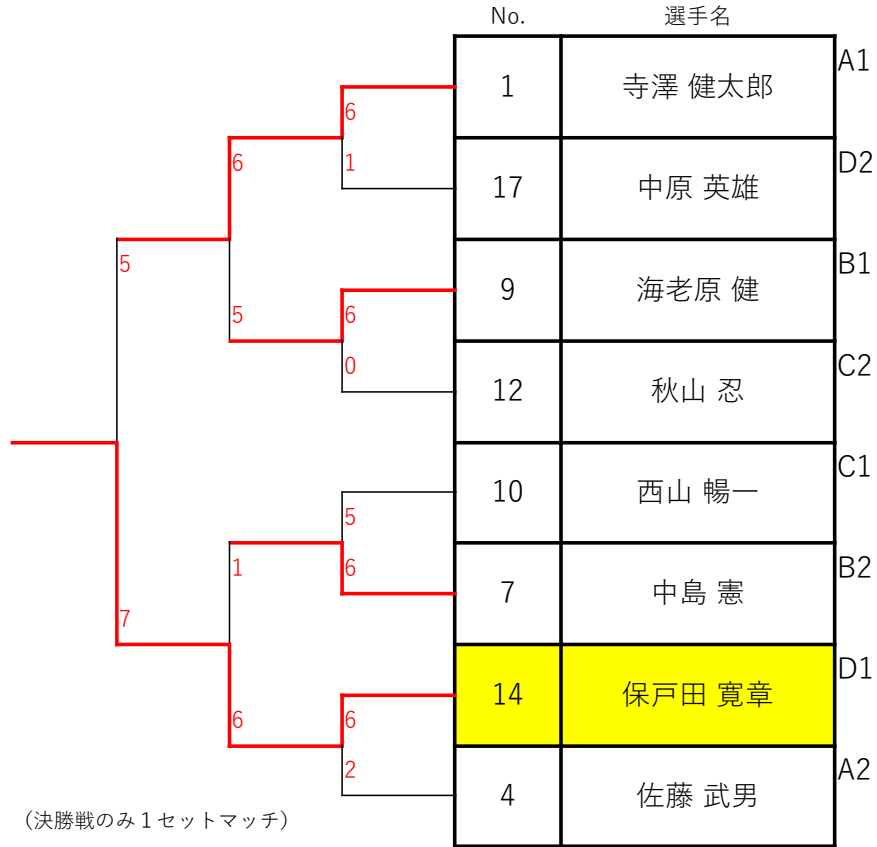 No. 選手名
1 寺澤 健太郎 A1
6
1
6
17 中原 英雄 D2
5
9 海老原 健 B1
5
6
0
12 秋山 忍 C2
10 西山 暢一 C1
5
1
6
7 中島 憲 B2
7
14 保戸田 寛章 D1
6
6
2
4 佐藤 武男 A2
（決勝戦のみ１セットマッチ）